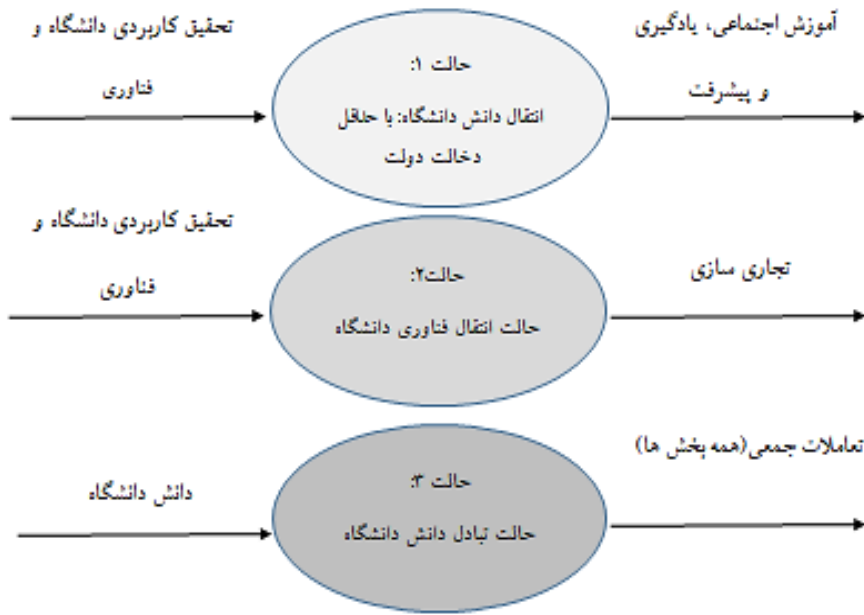 تحقیق کاربردی دانشگاه و
فناوری
حالت ۱:
انتقال دانش دانشگاه: با حداقل
دخالت دولت
آموزش اجتماعی، یادگیری
و پیشرفت
تحقیق کاربردی دانشگاه و
فناوری
حالت۲:
حالت انتقال فناوری دانشگاه
تجاری سازی
دانش دانشگاه
حالت ۳:
حالت تبادل دانش دانشگاه
تعاملات جمعی(همه بخش ها)